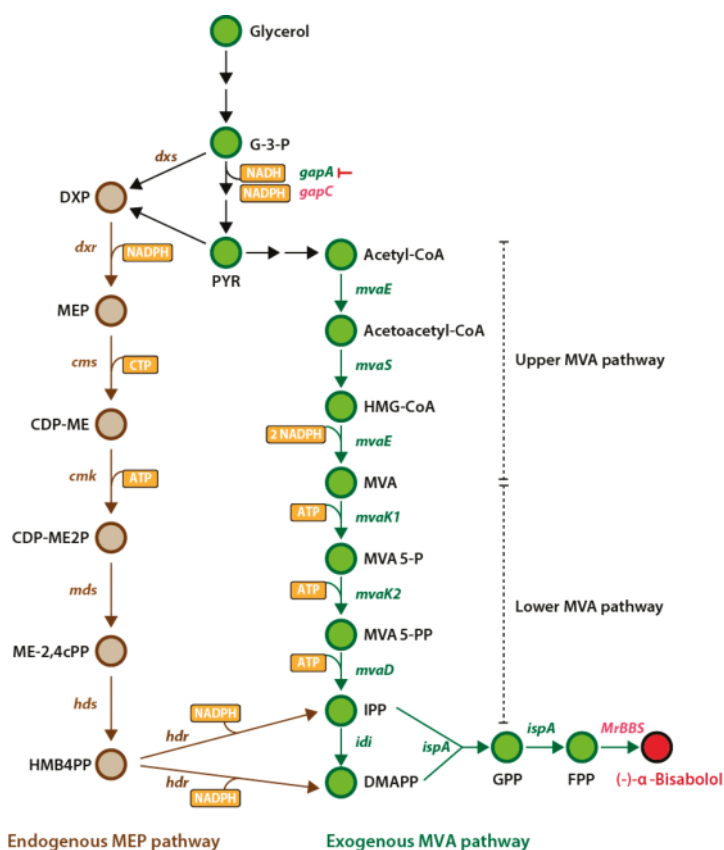 Glycerol
G-3-P
dxs
NADH
gapA
NADPH
gapC
DXP
dxr
NADPH
PYR
Acetyl-CoA
mvaE
MEP
Acetoacetyl-CoA
cms
CTP
mvaS
Upper MVA pathway
HMG-CoA
CDP-ME
2 NADPH
mvaE
cmk
ATP
MVA
ATP
mvaK1
CDP-ME2P
MVA 5-P
mds
ATP
mvaK2
Lower MVA pathway
ME-2,4cPP
MVA 5-PP
ATP
mvaD
hds
NADPH
IPP
hdr
idi
ispA
ispA
MrBBS
HMB4PP
hdr
NADPH
DMAPP
GPP
FPP
(-)-α-Bisabolol
Endogenous MEP pathway
Exogenous MVA pathway